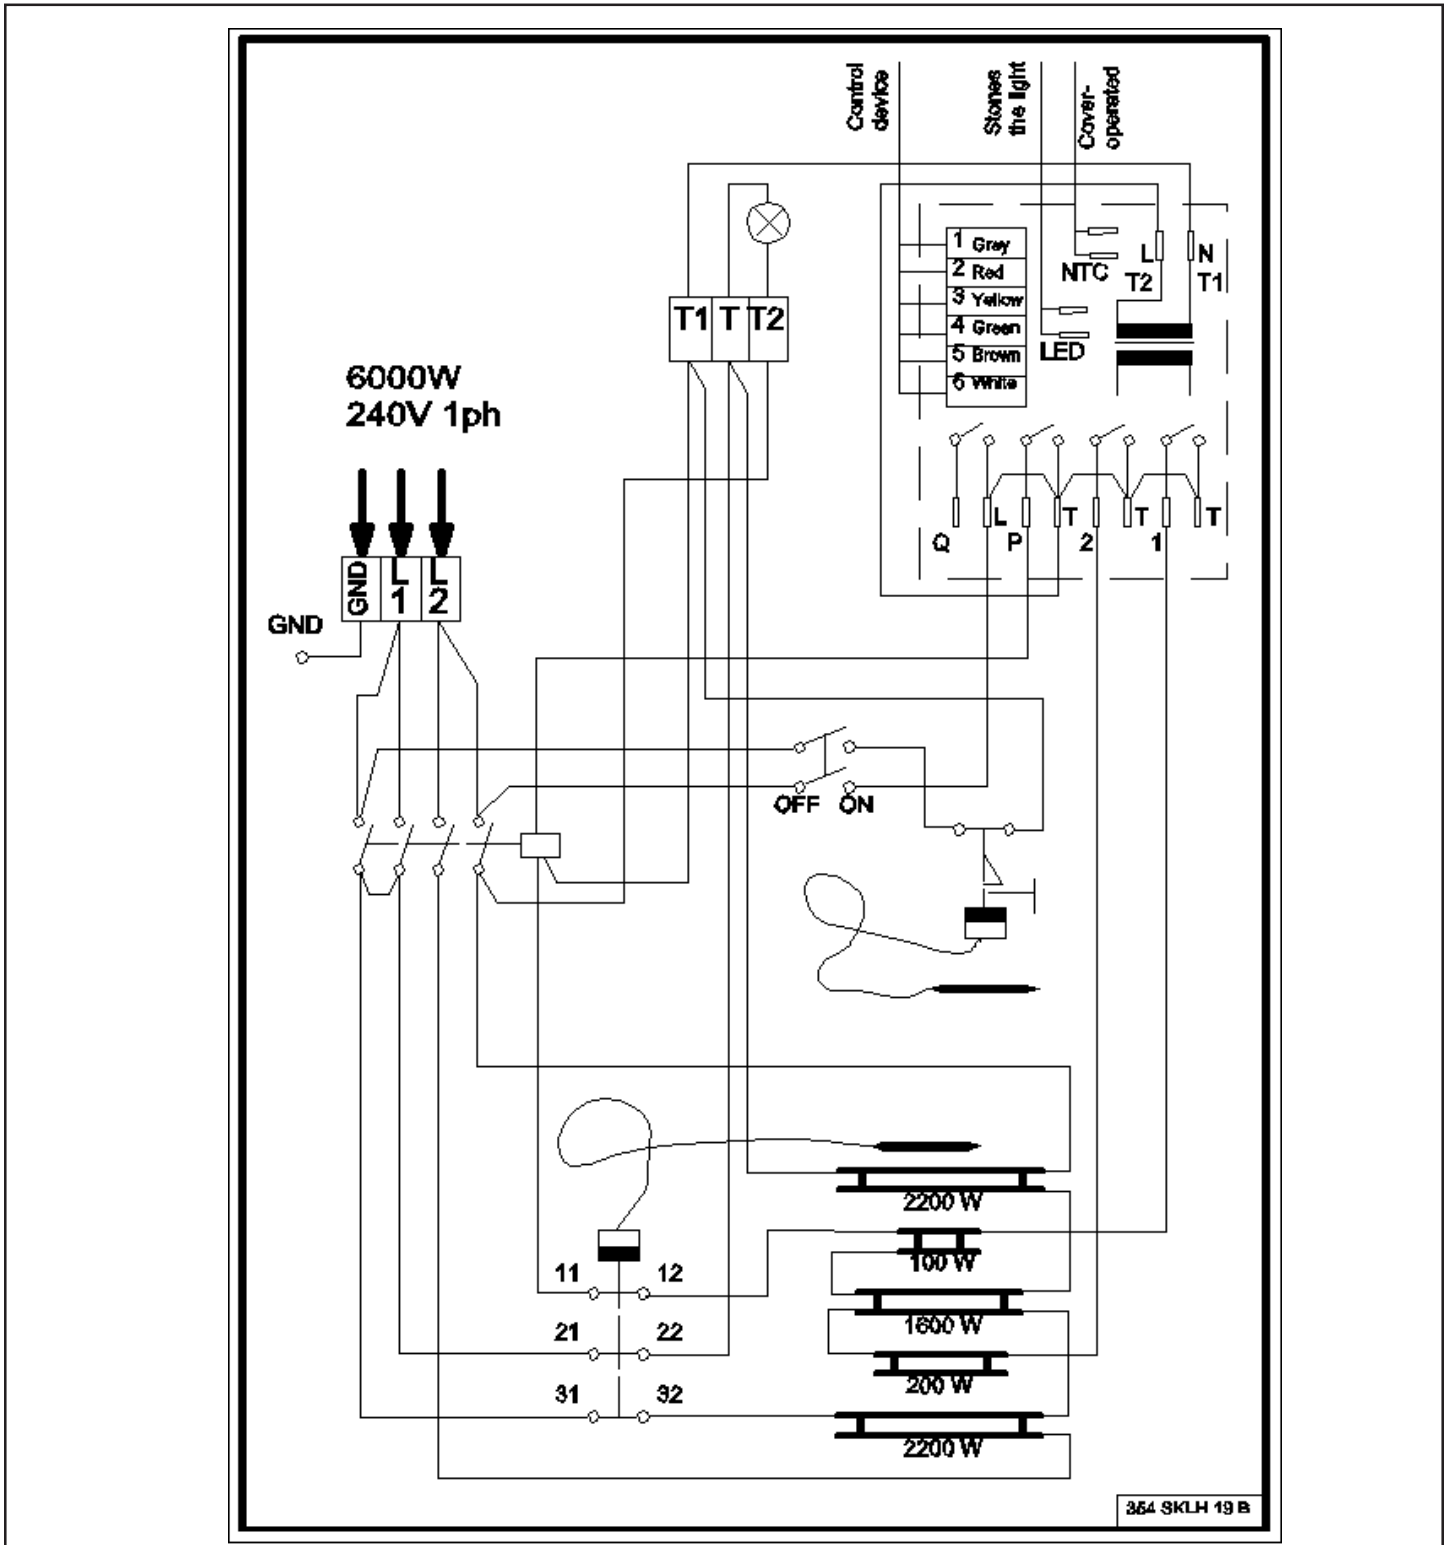 Control
device
Stones
the light
Cover-
operated
1 Gray
2 Red
3 Yellow
4 Green
5 Brown
6 White
NTC
LED
L
T2
N
T1
T1 T T2
6000W
240V 1ph
GND
L
1
L
2
GND
Q
L
P
T
2
T
1
T
OFF ON
2200 W
100 W
1600 W
200 W
2200 W
11 12
21 22
31 32
354 SKLH 19 B